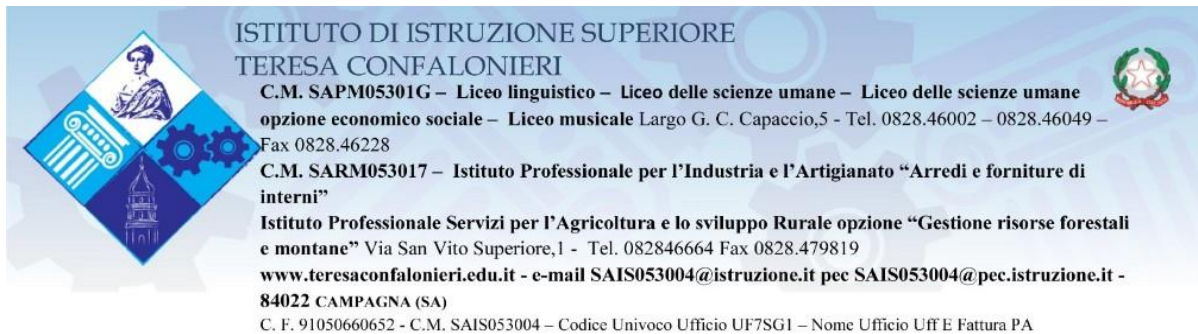 ISTITUTO DI ISTRUZIONE SUPERIORE
TERESA CONFALONIERI
C.M. SAPM05301G – Liceo linguistico – Liceo delle scienze umane – Liceo delle scienze umane
opzione economico sociale – Liceo musicale Largo G. C. Capaccio,5 - Tel. 0828.46002 – 0828.46049 –
Fax 0828.46228
C.M. SARM053017 – Istituto Professionale per l’Industria e l’Artigianato “Arredi e forniture di
interni”
Istituto Professionale Servizi per l’Agricoltura e lo sviluppo Rurale opzione “Gestione risorse forestali
e montane” Via San Vito Superiore,1 - Tel. 082846664 Fax 0828.479819
www.teresaconfalonieri.edu.it - e-mail SAIS053004@istruzione.it pec SAIS053004@pec.istruzione.it -
84022 CAMPAGNA (SA)
C. F. 91050660652 - C.M. SAIS053004 – Codice Univoco Ufficio UF7SG1 – Nome Ufficio Uff E Fattura PA